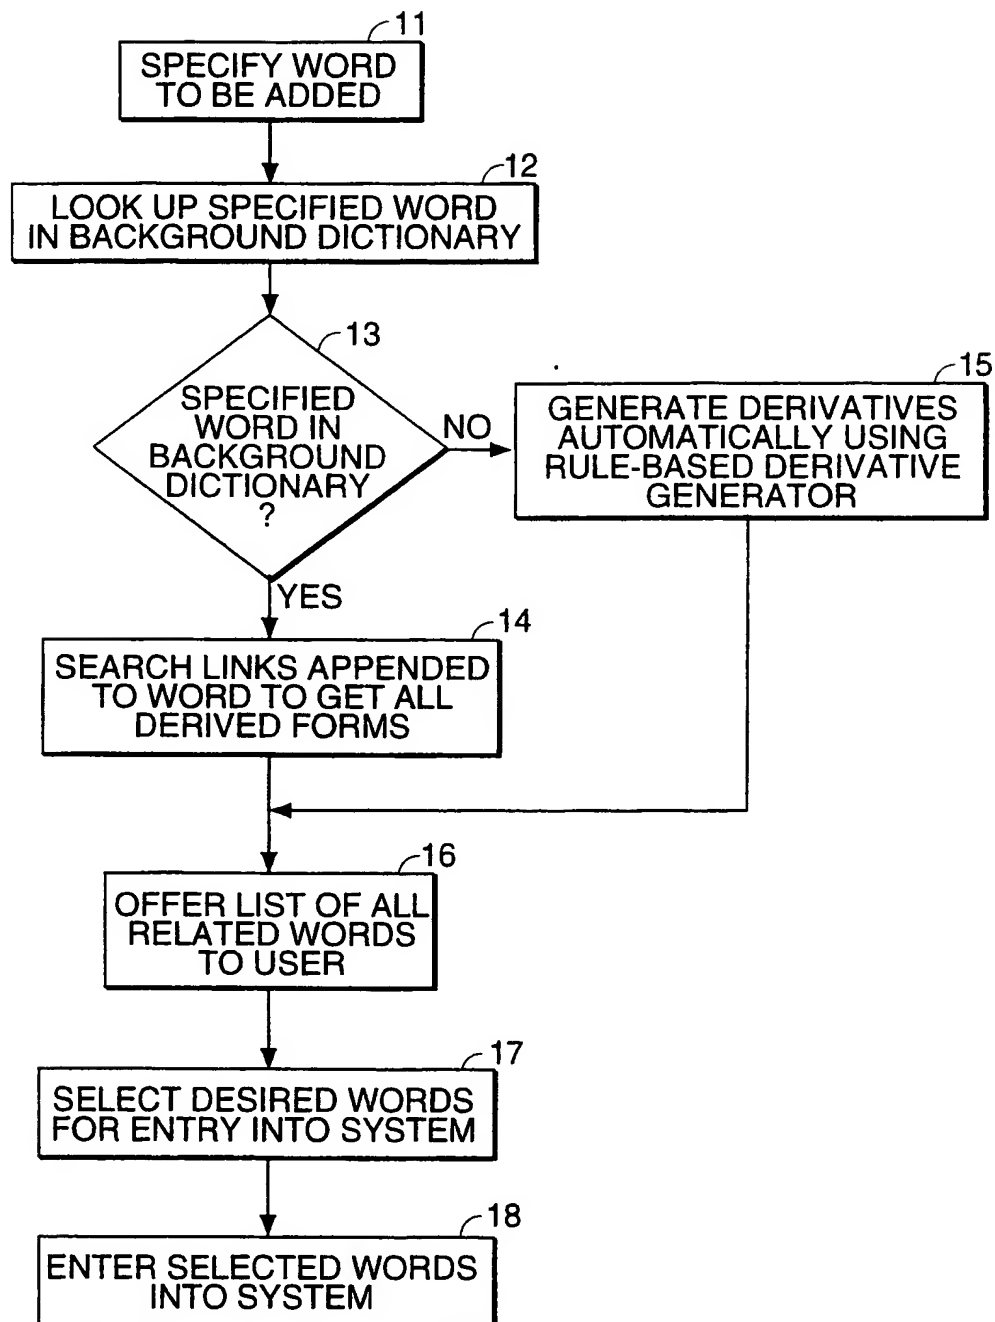 11
SPECIFY WORD
TO BE ADDED
12
LOOK UP SPECIFIED WORD
IN BACKGROUND DICTIONARY
13
SPECIFIED
WORD IN
BACKGROUND
DICTIONARY
?
NO
YES
15
GENERATE DERIVATIVES
AUTOMATICALLY USING
RULE-BASED DERIVATIVE
GENERATOR
14
SEARCH LINKS APPENDED
TO WORD TO GET ALL
DERIVED FORMS
16
OFFER LIST OF ALL
RELATED WORDS
TO USER
17
SELECT DESIRED WORDS
FOR ENTRY INTO SYSTEM
18
ENTER SELECTED WORDS
INTO SYSTEM